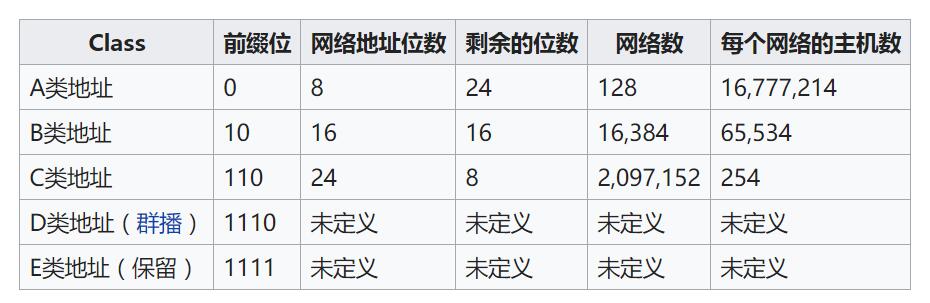 Class 前缀位 网络地址位数 剩余的位数 网络数 每个网络的主机数
A类地址 0 8 24 128 16,777,214
B类地址 10 16 16 16,384 65,534
C类地址 110 24 8 2,097,152 254
D类地址（群播） 1110 未定义 未定义 未定义 未定义
E类地址（保留） 1111 未定义 未定义 未定义 未定义